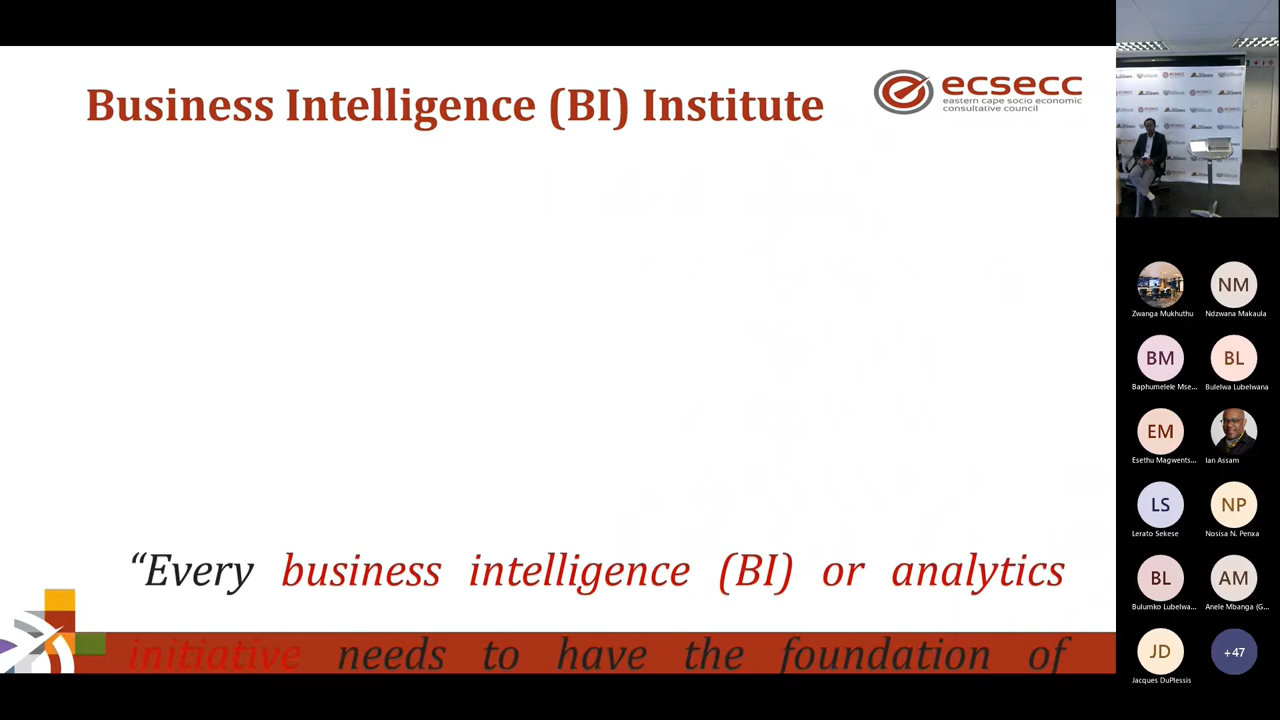 Business Intelligence (BI) Institute
ecsecc
eastern cape socio economic
consultative council
“Every business intelligence (BI) or analytics
initiative needs to have the foundation of
Zwanga Mukhuthu
NM
Ndzwana Makaula
BM
Baphumelele Mse...
BL
Bulelwa Lubelwana
EM
Esethu Magwents...
Ian Assam
LS
Lerato Sekese
NP
Nosisa N. Penxa
BL
Bulumko Lubelwa...
AM
Anele Mbanga (G...
JD
Jacques DuPlessis
+47